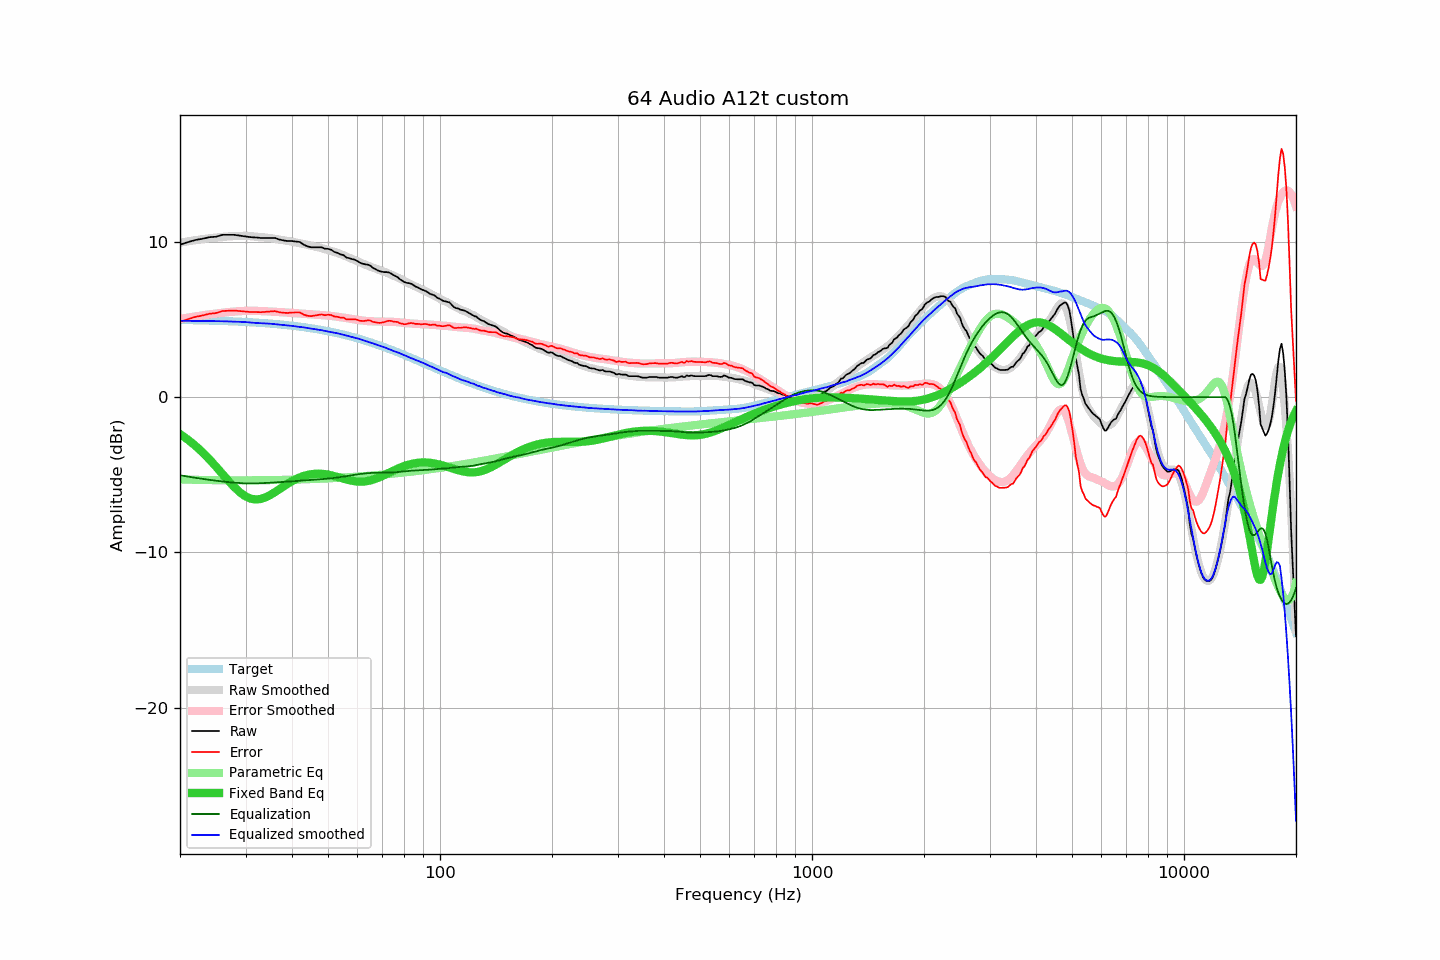 64 Audio A12t custom
Amplitude (dBr)
10
0
−10
−20
Target
Raw Smoothed
Error Smoothed
Raw
Error
Parametric Eq
Fixed Band Eq
Equalization
Equalized smoothed
100
1000
10000
Frequency (Hz)